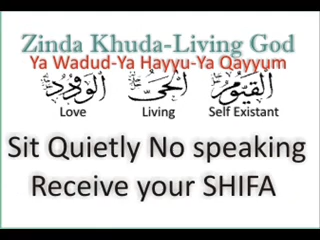 Zinda Khuda-Living God
Ya Wadud-Ya Hayyu-Ya Qayyum
الودود الحي القيوم
Love Living Self Existant
Sit Quietly No speaking
Receive your SHIFA